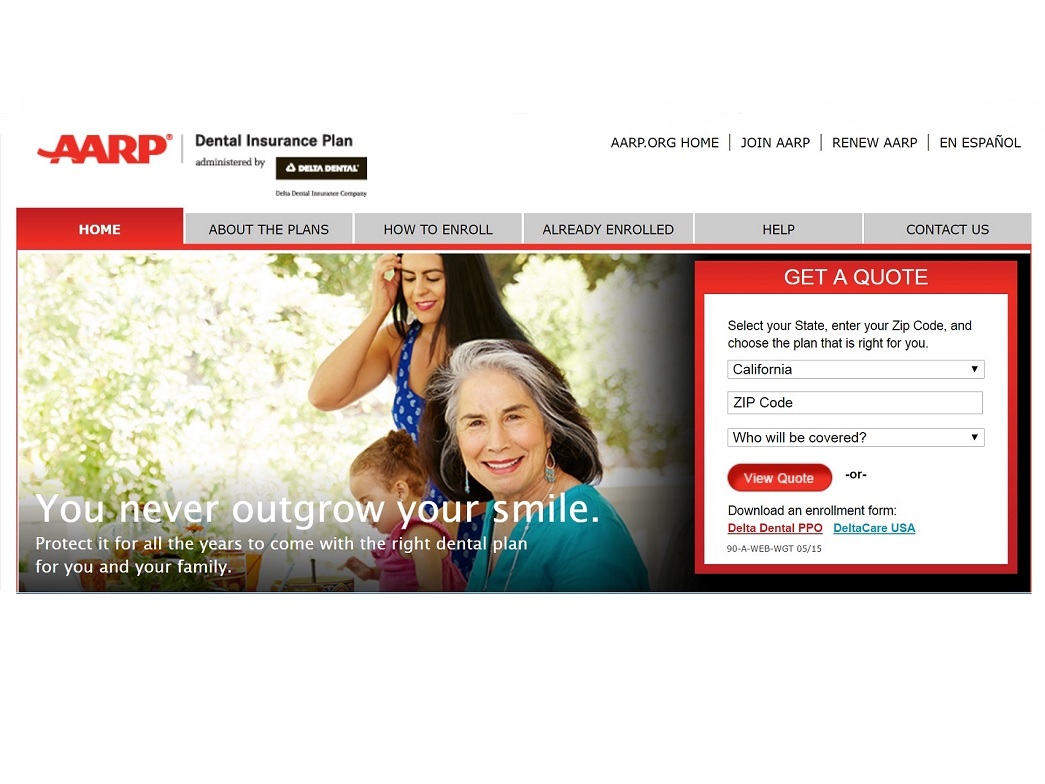 AARP®
Dental Insurance Plan
administered by
DELTA DENTAL®
Delta Dental Insurance Company
AARP.ORG HOME | JOIN AARP | RENEW AARP | EN ESPAÑOL
HOME
ABOUT THE PLANS
HOW TO ENROLL
ALREADY ENROLLED
HELP
CONTACT US
You never outgrow your smile.
Protect it for all the years to come with the right dental plan
for you and your family.
GET A QUOTE
Select your State, enter your Zip Code, and
choose the plan that is right for you.
California
ZIP Code
Who will be covered?
View Quote -or-
Download an enrollment form:
Delta Dental PPO DeltaCare USA
90-A-WEB-WGT 05/15